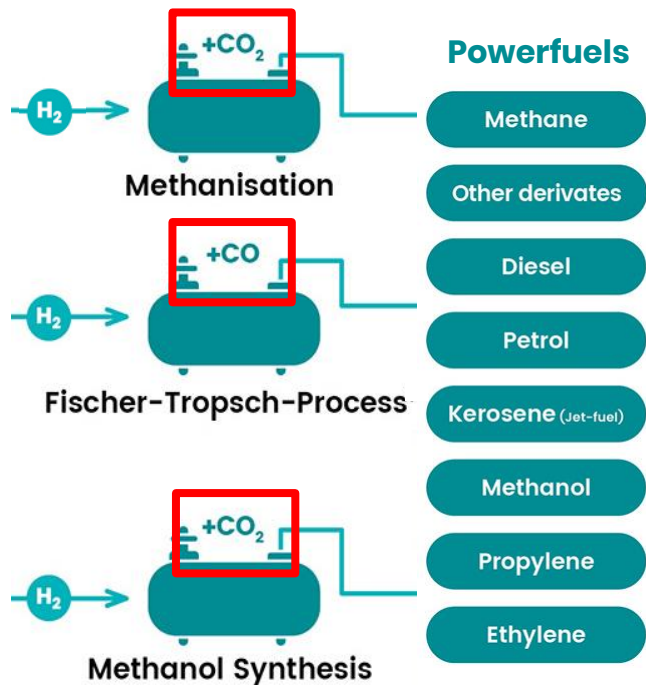 +CO₂
H₂
Methanisation
+CO
H₂
Fischer-Tropsch-Process
+CO₂
H₂
Methanol Synthesis
Powerfuels
Methane
Other derivates
Diesel
Petrol
Kerosene (Jet-fuel)
Methanol
Propylene
Ethylene